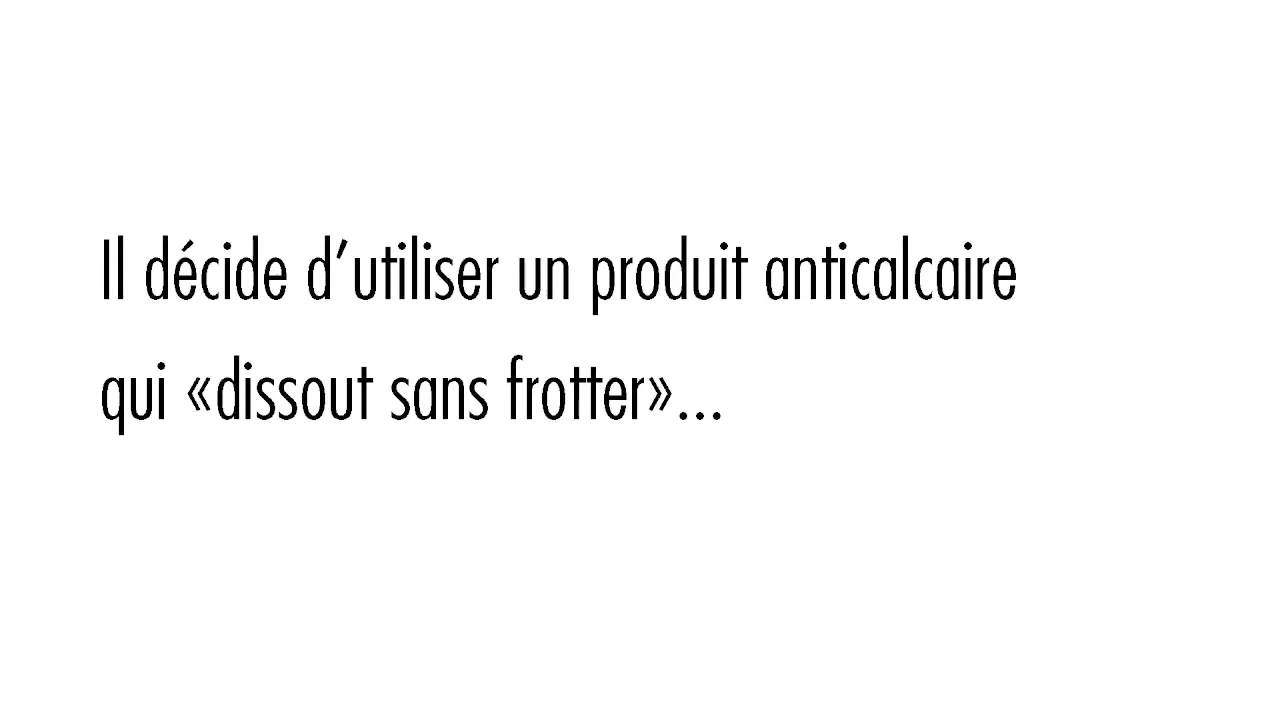 Il décide d’utiliser un produit anticalcaire
qui «dissout sans frotter»...